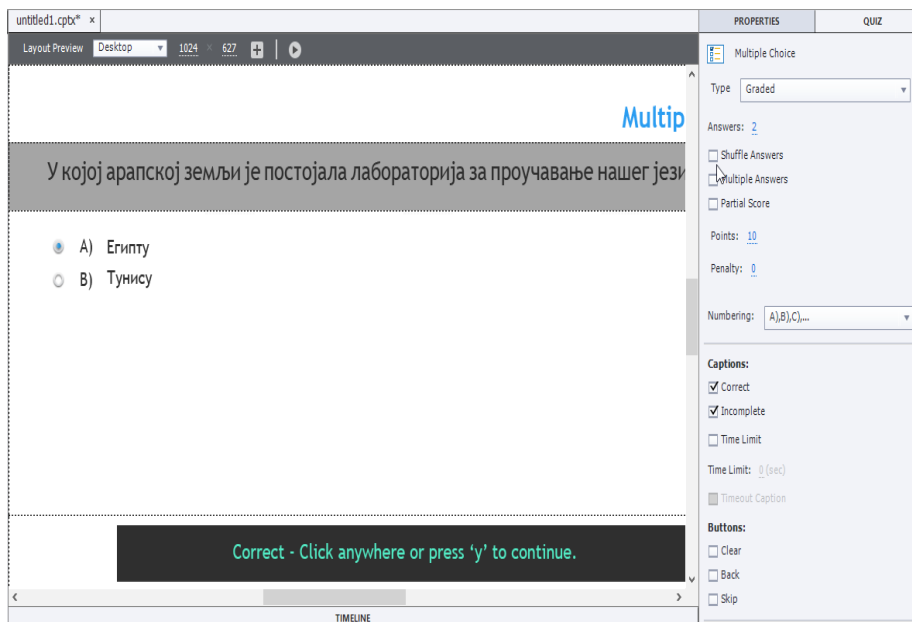 untitled1.cptx* ×
PROPERTIES QUIZ
Layout Preview Desktop 1024 × 627
Multiple Choice
Type Graded
Multip
Answers: 2
Shuffle Answers
Multiple Answers
Partial Score
У којој арапској земљи је постојала лабораторија за проучавање нашег јези
Points: 10
A) Египту
Penalty: 0
B) Тунису
Numbering: A),B),C),...
Captions:
Correct
Incomplete
Time Limit
Time Limit: 0 (sec)
Timeout Caption
Buttons:
Correct - Click anywhere or press ‘y’ to continue.
Clear
Back
Skip
TIMELINE